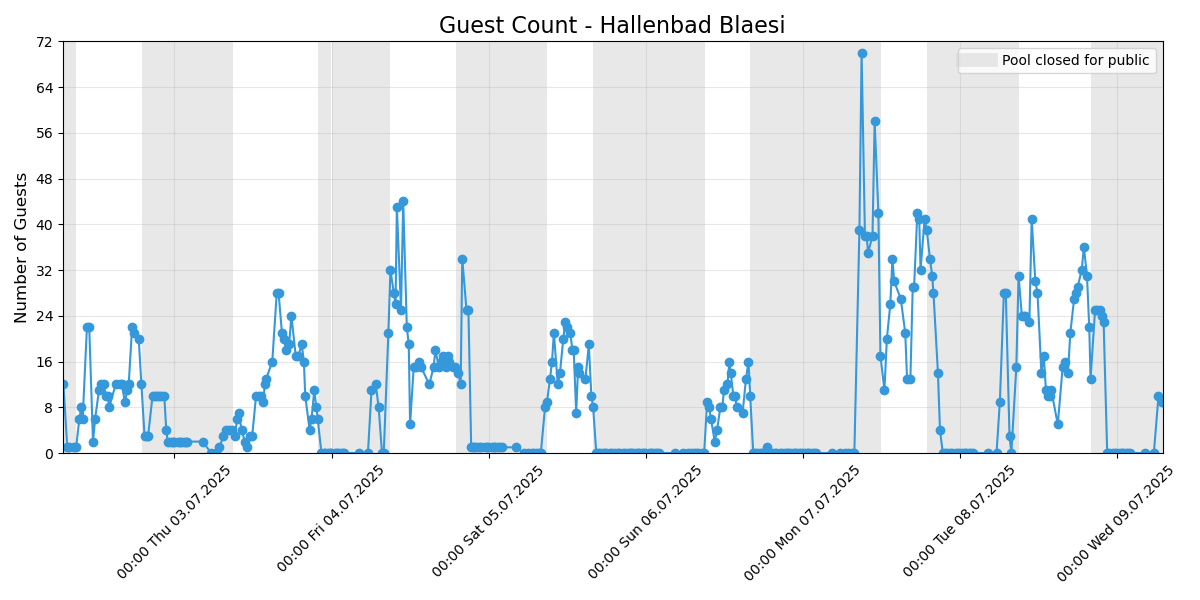 Guest Count - Hallenbad Blaesi
Pool closed for public
Number of Guests
72
64
56
48
40
32
24
16
8
0
00:00 Thu 03.07.2025
00:00 Fri 04.07.2025
00:00 Sat 05.07.2025
00:00 Sun 06.07.2025
00:00 Mon 07.07.2025
00:00 Tue 08.07.2025
00:00 Wed 09.07.2025